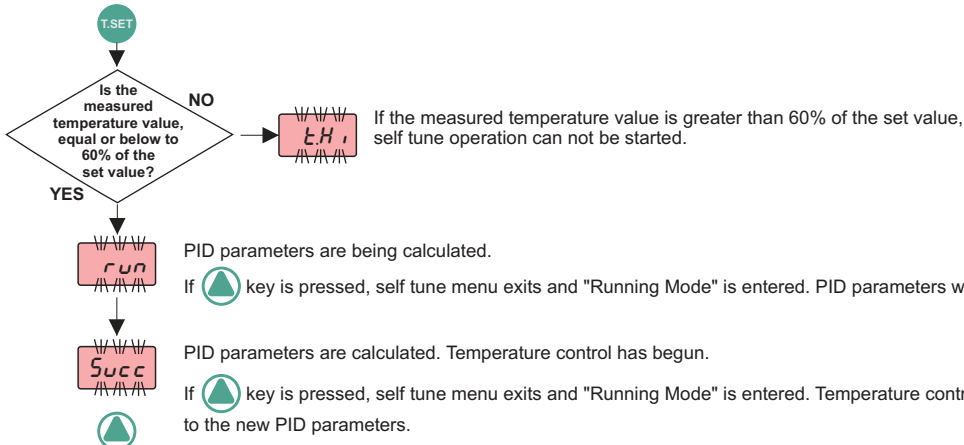 T.SET
Is the
measured
temperature value,
equal or below to
60% of the
set value?
NO
YES
t.Hi
If the measured temperature value is greater than 60% of the set value,
self tune operation can not be started.
run
PID parameters are being calculated.
If key is pressed, self tune menu exits and "Running Mode" is entered. PID parameters w
Succ
PID parameters are calculated. Temperature control has begun.
If key is pressed, self tune menu exits and "Running Mode" is entered. Temperature contr
to the new PID parameters.